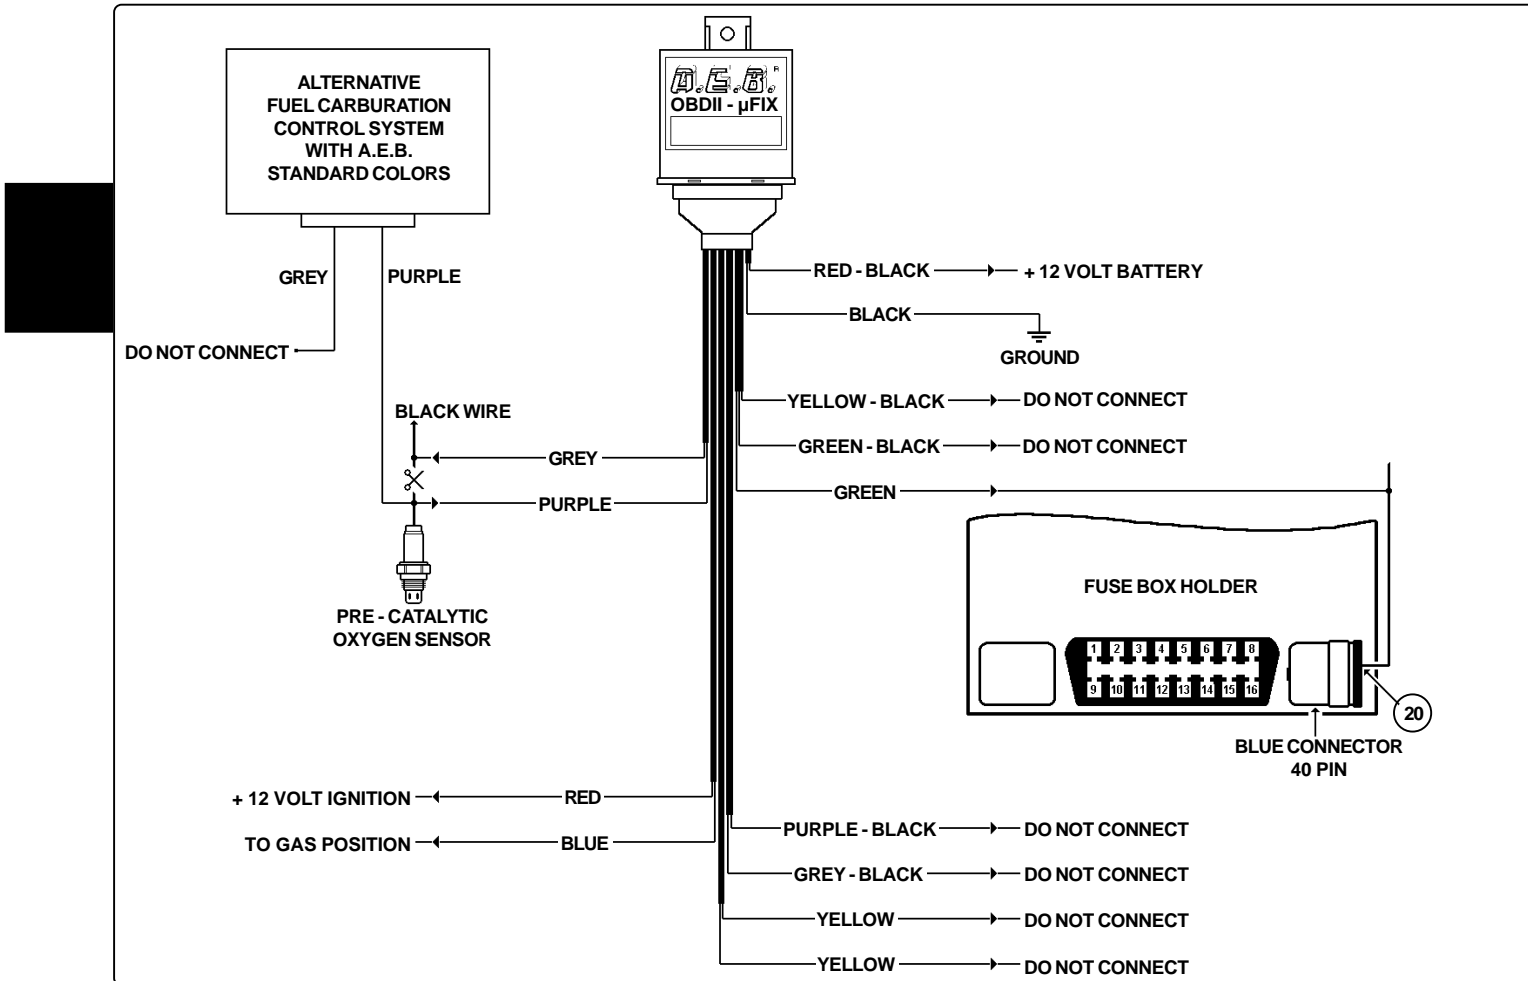 ALTERNATIVE
FUEL CARBURATION
CONTROL SYSTEM
WITH A.E.B.
STANDARD COLORS
A.E.B. R
OBDII - µFIX
GREY
PURPLE
DO NOT CONNECT
BLACK WIRE
GREY
PURPLE
PRE - CATALYTIC
OXYGEN SENSOR
RED - BLACK
+ 12 VOLT BATTERY
BLACK
GROUND
YELLOW - BLACK
DO NOT CONNECT
GREEN - BLACK
DO NOT CONNECT
GREEN
FUSE BOX HOLDER
1 2 3 4 5 6 7 8
9 10 11 12 13 14 15 16
20
BLUE CONNECTOR
40 PIN
+ 12 VOLT IGNITION
RED
TO GAS POSITION
BLUE
PURPLE - BLACK
DO NOT CONNECT
GREY - BLACK
DO NOT CONNECT
YELLOW
DO NOT CONNECT
YELLOW
DO NOT CONNECT